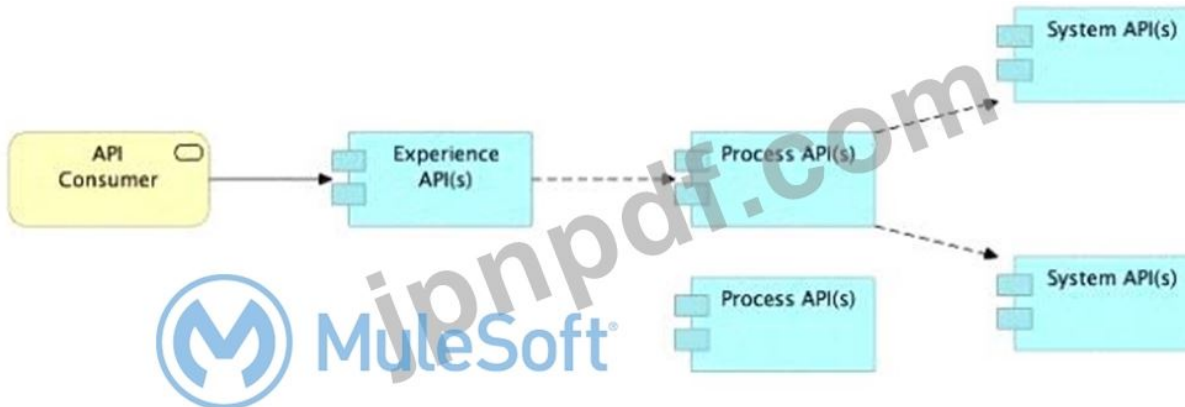 System API(s)
API
Consumer
Experience
API(s)
Process API(s)
System API(s)
Process API(s)
MuleSoft®
jpnpdf.com